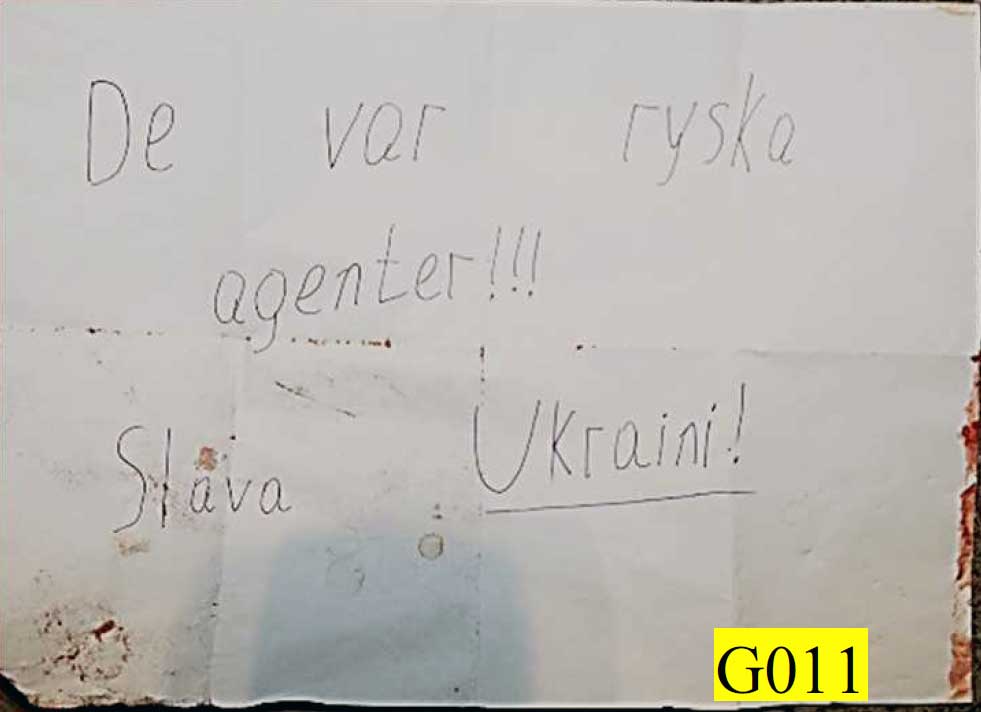 De var ryska
agenter!!!
Slava Ukraini!
G011